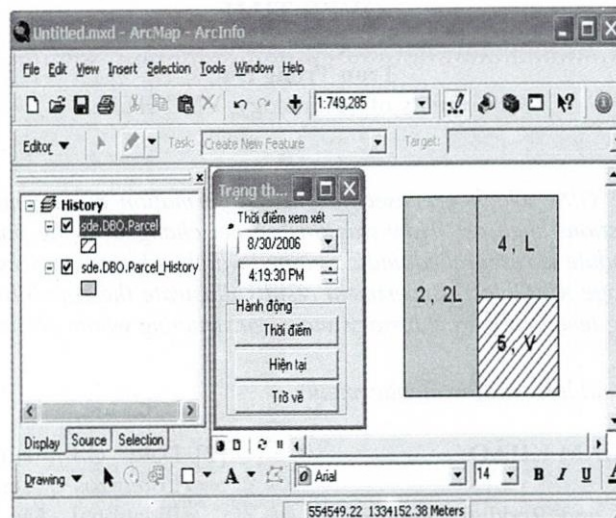 Untitled.mxd - ArcMap - ArcInfo
File Edit View Insert Selection Tools Window Help
1:749,285
Editor Task: Create New Feature Target:
History
sde.DBO.Parcel
sde.DBO.Parcel_History
Display Source Selection
Trạng th...
Thời điểm xem xét
8/30/2006
4:19:30 PM
Hành động
Thời điểm
Hiện tại
Trở về
4, L
2, 2L
5, V
Drawing A Arial 14 B I U A
554549.22 1334152.38 Meters